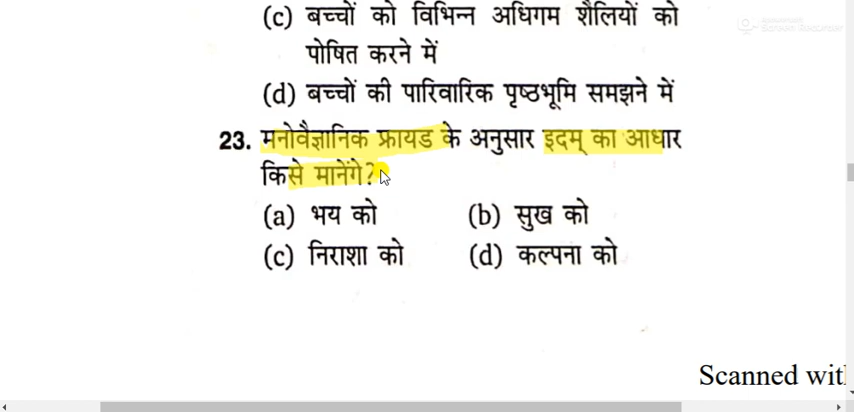 (c) बच्चों को विभिन्न अधिगम शैलियों को
पोषित करने में
(d) बच्चों की पारिवारिक पृष्ठभूमि समझने में
23. मनोवैज्ञानिक फ्रायड के अनुसार इदम् का आधार
किसे मानेंगे?
(a) भय को (b) सुख को
(c) निराशा को (d) कल्पना को
Scanned wit